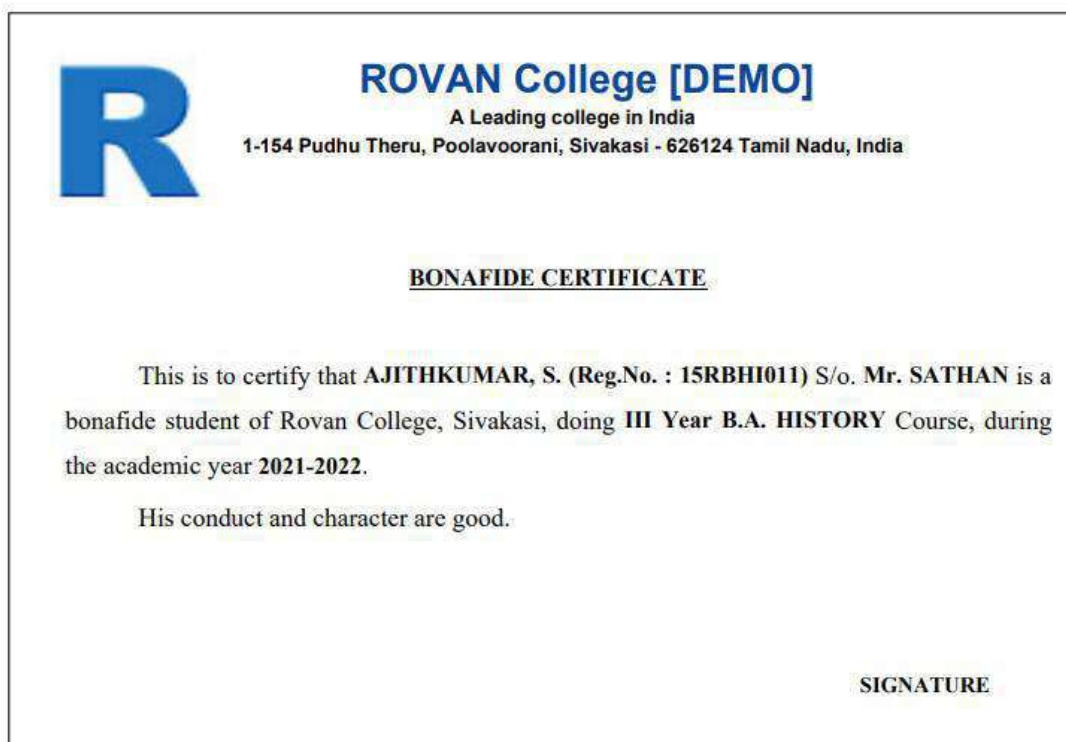 R
ROVAN College [DEMO]
A Leading college in India
1-154 Pudhu Theru, Poolavoorani, Sivakasi - 626124 Tamil Nadu, India
BONAFIDE CERTIFICATE
This is to certify that AJITHKUMAR, S. (Reg.No. : 15RBHI011) S/o. Mr. SATHAN is a
bonafide student of Rovan College, Sivakasi, doing III Year B.A. HISTORY Course, during
the academic year 2021-2022.
His conduct and character are good.
SIGNATURE